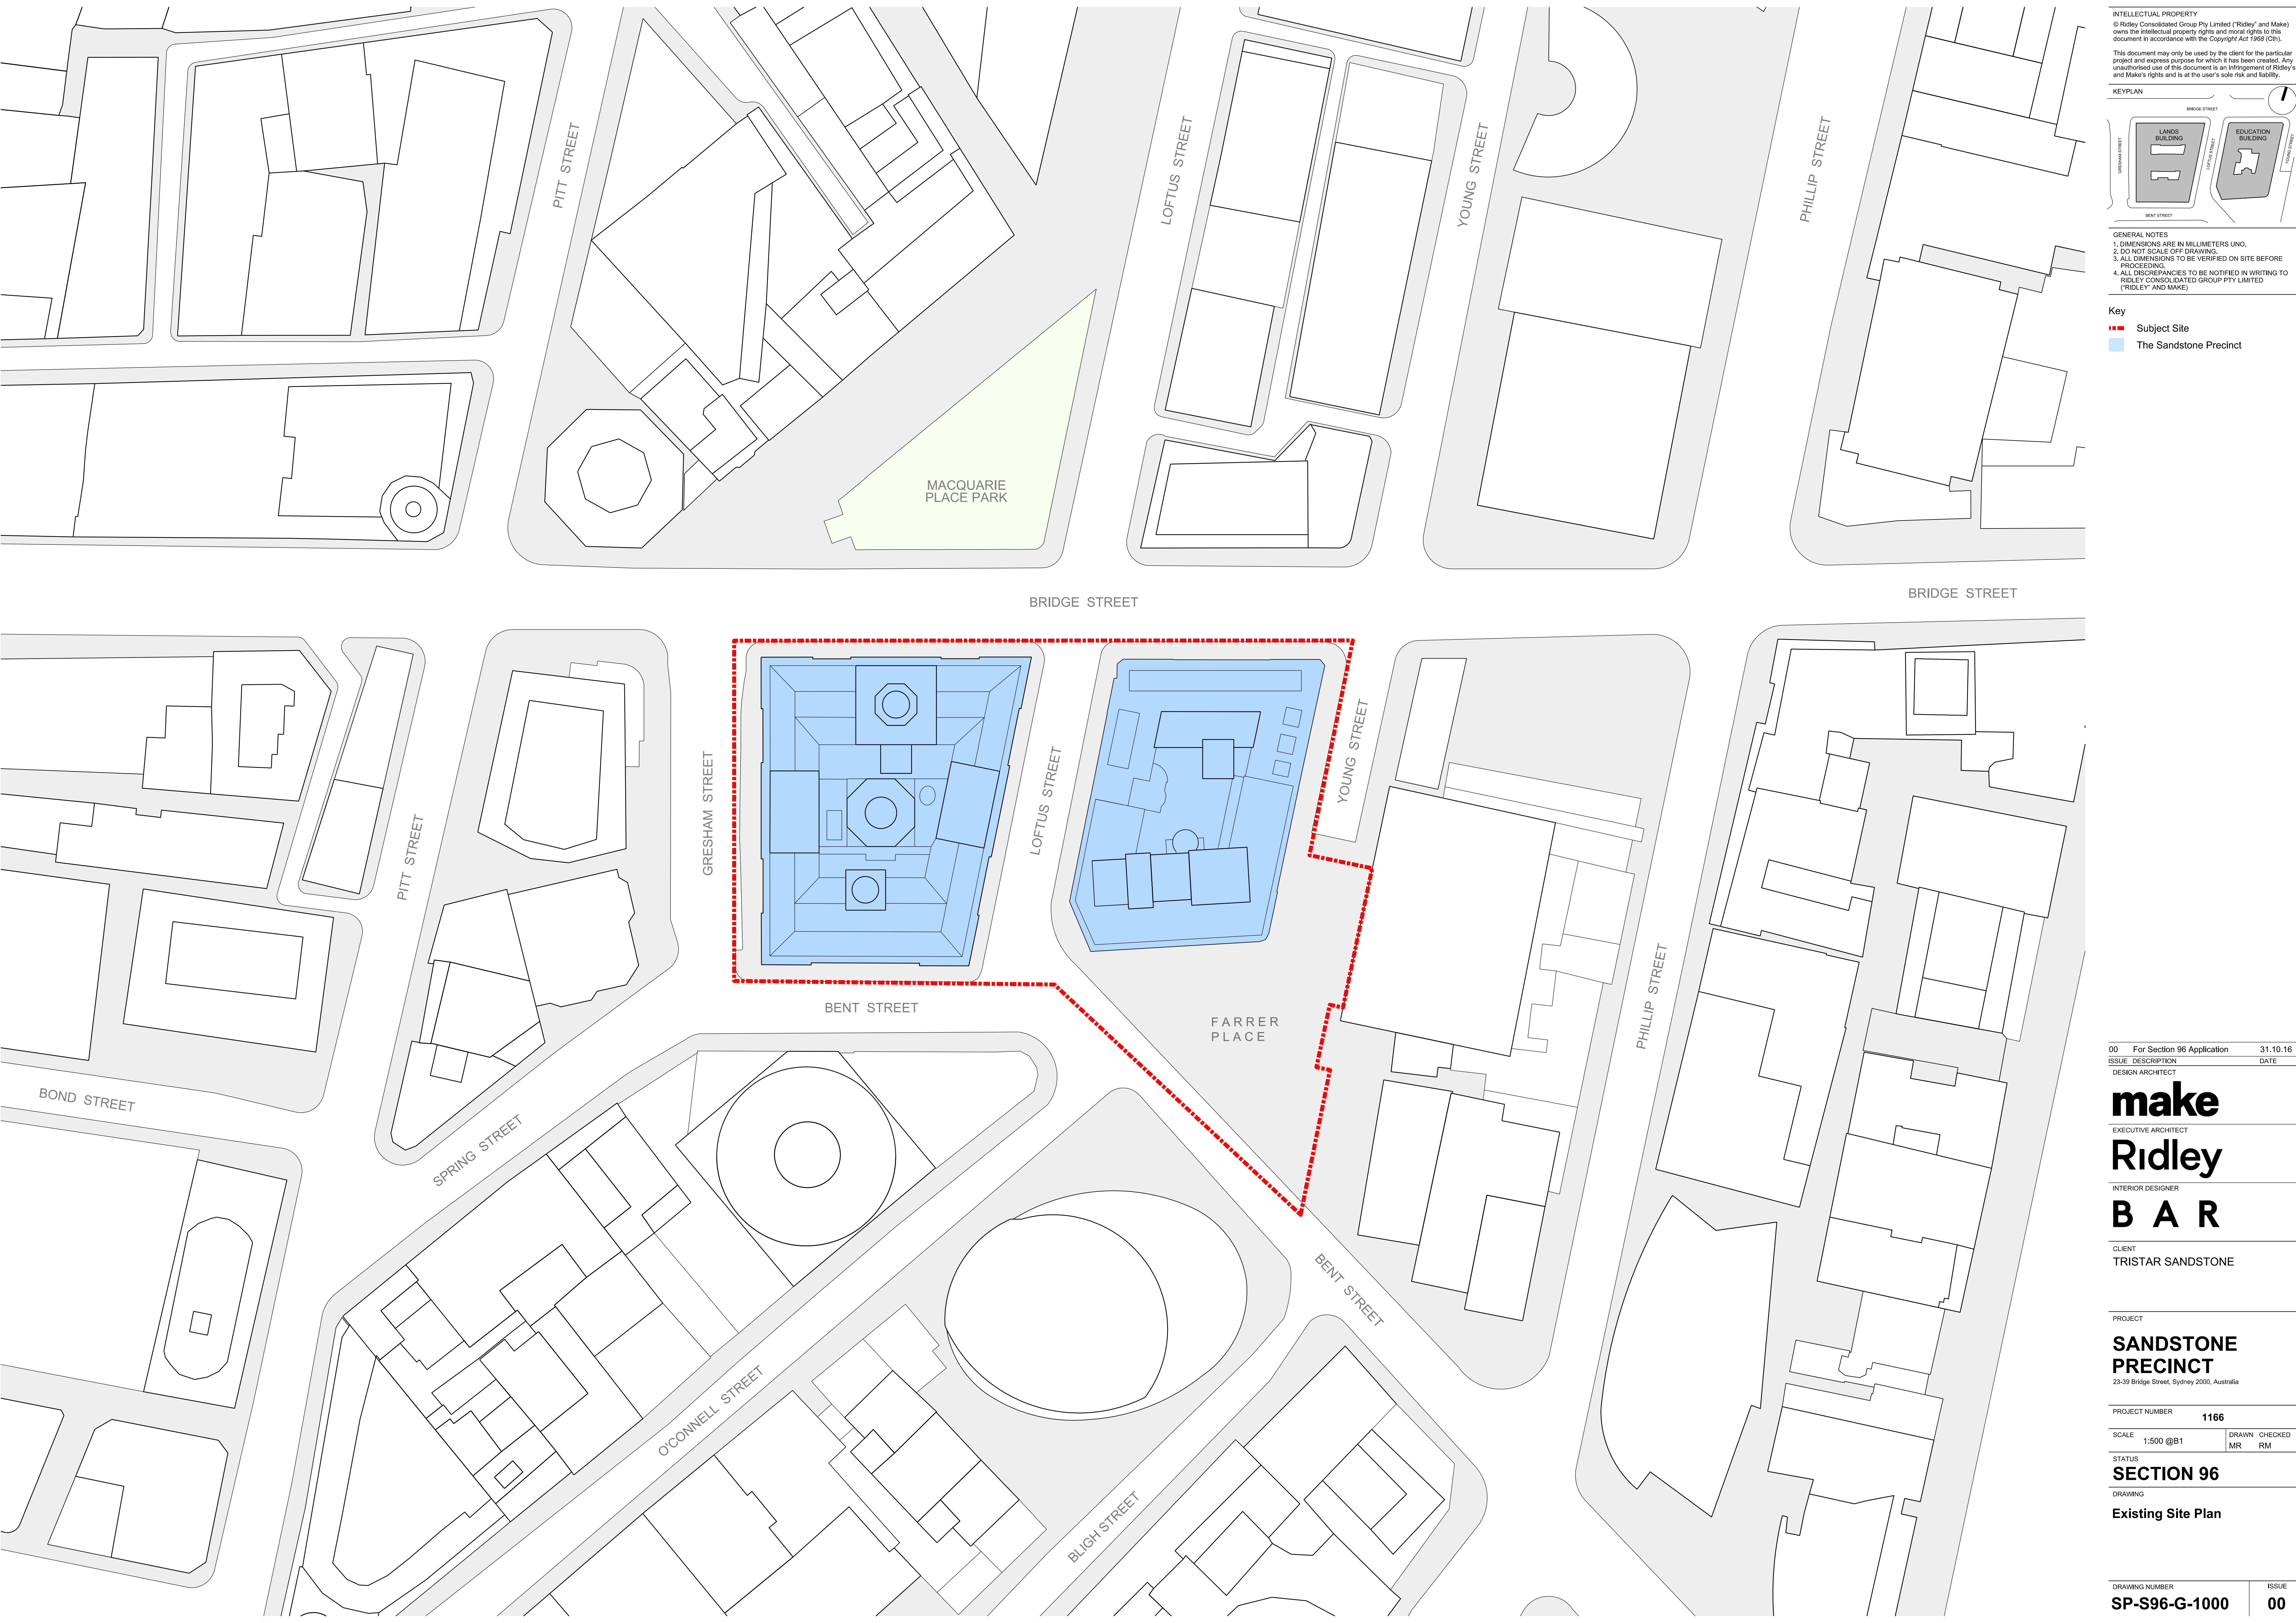 PITT STREET
LOFTUS STREET
YOUNG STREET
PHILLIP STREET
MACQUARIE
PLACE PARK
BRIDGE STREET
BRIDGE STREET
GRESHAM STREET
LOFTUS STREET
YOUNG STREET
PITT STREET
BENT STREET
FARRER
PLACE
PHILLIP STREET
BOND STREET
SPRING STREET
BENT STREET
O'CONNELL STREET
BLIGH STREET
INTELLECTUAL PROPERTY
© Ridley Consolidated Group Pty Limited ("Ridley" and Make)
owns the intellectual property rights and moral rights to this
document in accordance with the Copyright Act 1968 (Cth).
This document may only be used by the client for the particular
project and express purpose for which it has been created. Any
unauthorised use of this document is an infringement of Ridley's
and Make's rights and is at the user's sole risk and liability.
KEYPLAN
BRIDGE STREET
LANDS
BUILDING
EDUCATION
BUILDING
GRESHAM STREET
LOFTUS STREET
YOUNG STREET
BENT STREET
GENERAL NOTES
1. DIMENSIONS ARE IN MILLIMETERS UNO.
2. DO NOT SCALE OFF DRAWING.
3. ALL DIMENSIONS TO BE VERIFIED ON SITE BEFORE
PROCEEDING.
4. ALL DISCREPANCIES TO BE NOTIFIED IN WRITING TO
RIDLEY CONSOLIDATED GROUP PTY LIMITED
("RIDLEY" AND MAKE)
Key
Subject Site
The Sandstone Precinct
00 For Section 96 Application 31.10.16
ISSUE DESCRIPTION DATE
DESIGN ARCHITECT
make
EXECUTIVE ARCHITECT
Ridley
INTERIOR DESIGNER
BAR
CLIENT
TRISTAR SANDSTONE
PROJECT
SANDSTONE
PRECINCT
23-39 Bridge Street, Sydney 2000, Australia
PROJECT NUMBER 1166
SCALE 1:500 @B1
DRAWN CHECKED
MR RM
STATUS
SECTION 96
DRAWING
Existing Site Plan
DRAWING NUMBER ISSUE
SP-S96-G-1000 00